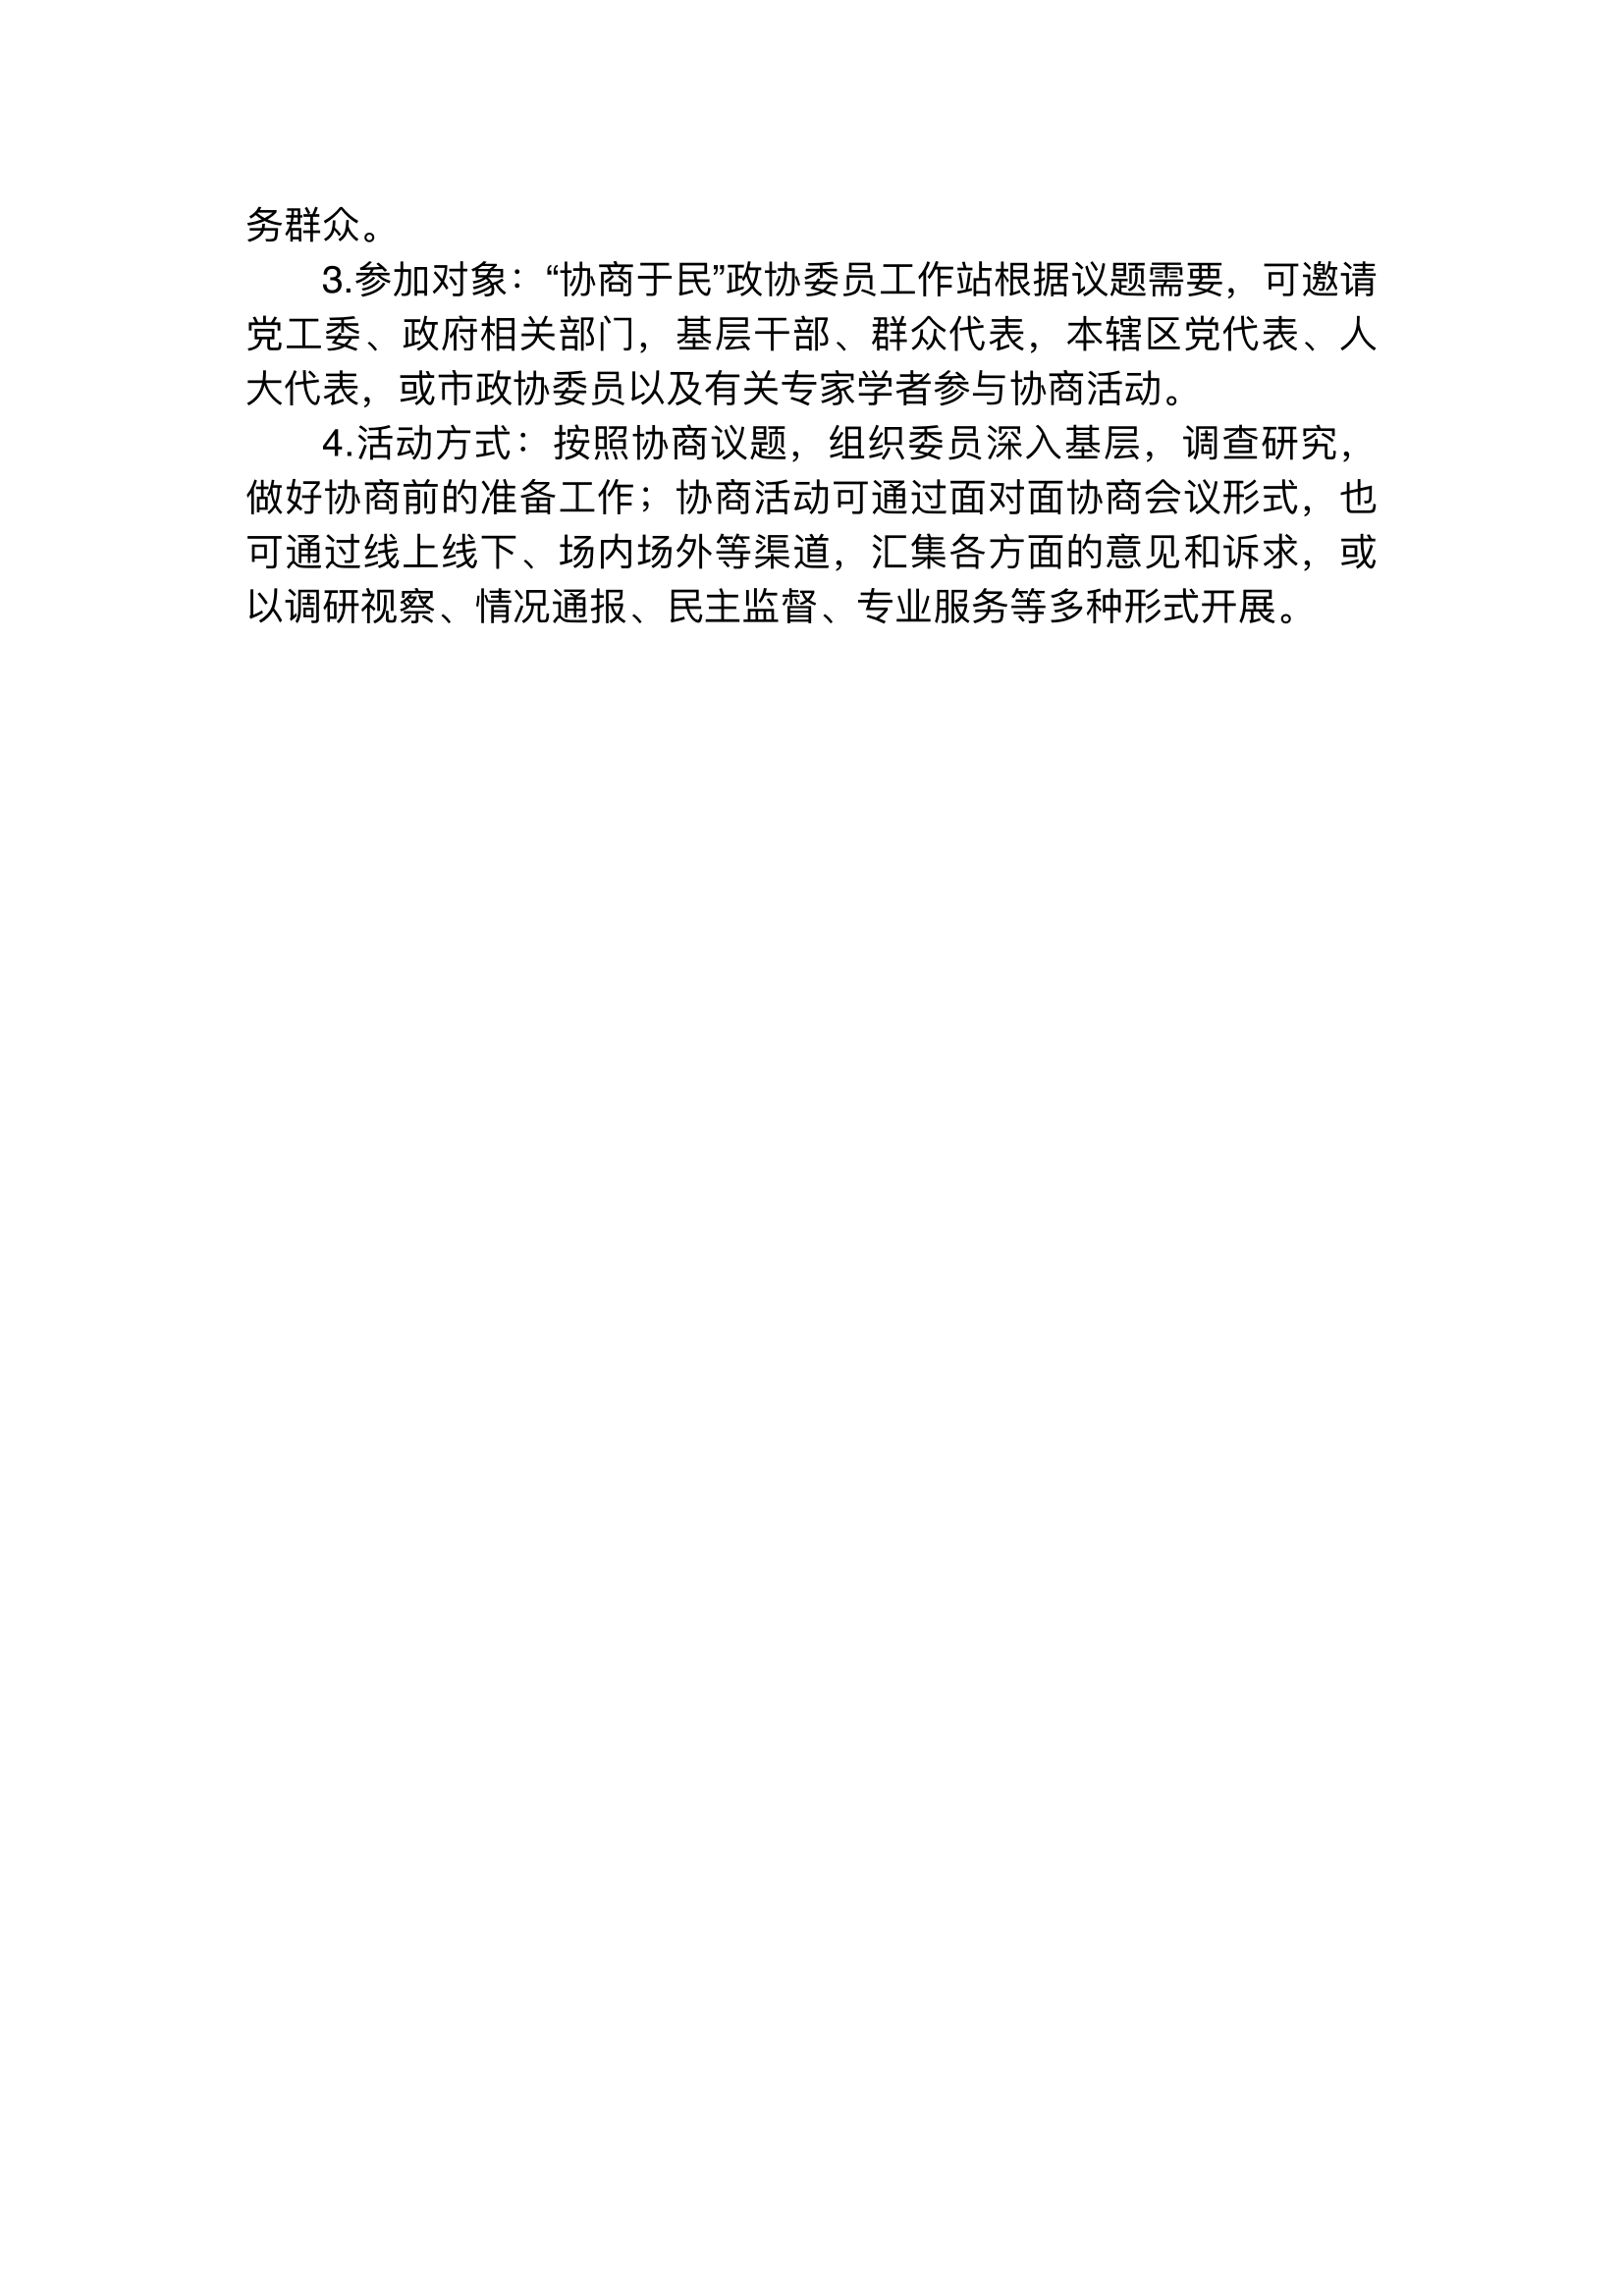 务群众。
3.参加对象：“协商于民”政协委员工作站根据议题需要，可邀请
党工委、政府相关部门，基层干部、群众代表，本辖区党代表、人
大代表，或市政协委员以及有关专家学者参与协商活动。
4.活动方式：按照协商议题，组织委员深入基层，调查研究，
做好协商前的准备工作；协商活动可通过面对面协商会议形式，也
可通过线上线下、场内场外等渠道，汇集各方面的意见和诉求，或
以调研视察、情况通报、民主监督、专业服务等多种形式开展。